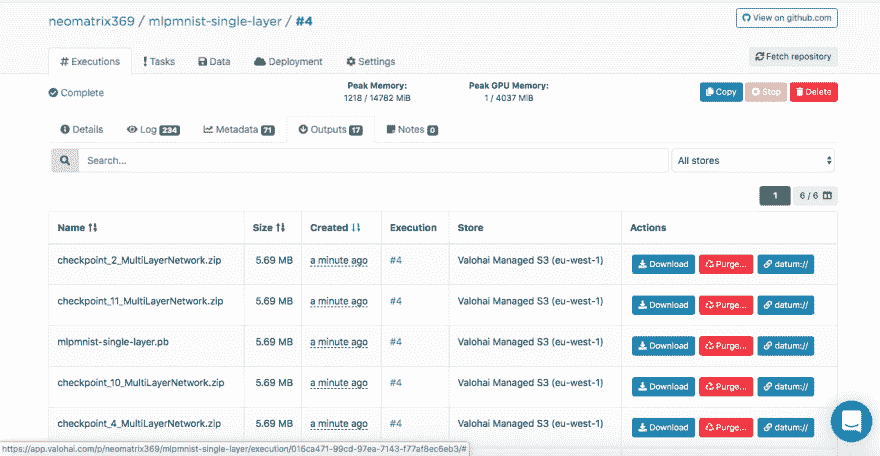 neomatrix369 / mlpmnist-single-layer / #4
View on github.com
# Executions
Tasks
Data
Deployment
Settings
Fetch repository
Complete
Peak Memory:
1218 / 14762 MiB
Peak GPU Memory:
1 / 4037 MiB
Copy
Stop
Delete
Details
Log 234
Metadata 71
Outputs 17
Notes 0
Search...
All stores
1
6 / 6
Name Size Created Execution Store Actions
checkpoint_2_MultiLayerNetwork.zip 5.69 MB a minute ago #4 Valohai Managed S3 (eu-west-1) Download Purge... datum://
checkpoint_11_MultiLayerNetwork.zip 5.69 MB a minute ago #4 Valohai Managed S3 (eu-west-1) Download Purge... datum://
mlpmnist-single-layer.pb 5.69 MB a minute ago #4 Valohai Managed S3 (eu-west-1) Download Purge... datum://
checkpoint_10_MultiLayerNetwork.zip 5.69 MB a minute ago #4 Valohai Managed S3 (eu-west-1) Download Purge... datum://
checkpoint_4_MultiLayerNetwork.zip 5.69 MB a minute ago #4 Valohai Managed S3 (eu-west-1) Download Purge... datum://
https://app.valohai.com/p/neomatrix369/mlpmnist-single-layer/execution/016ca471-99cd-97ea-7143-f77af8ec6eb3/#